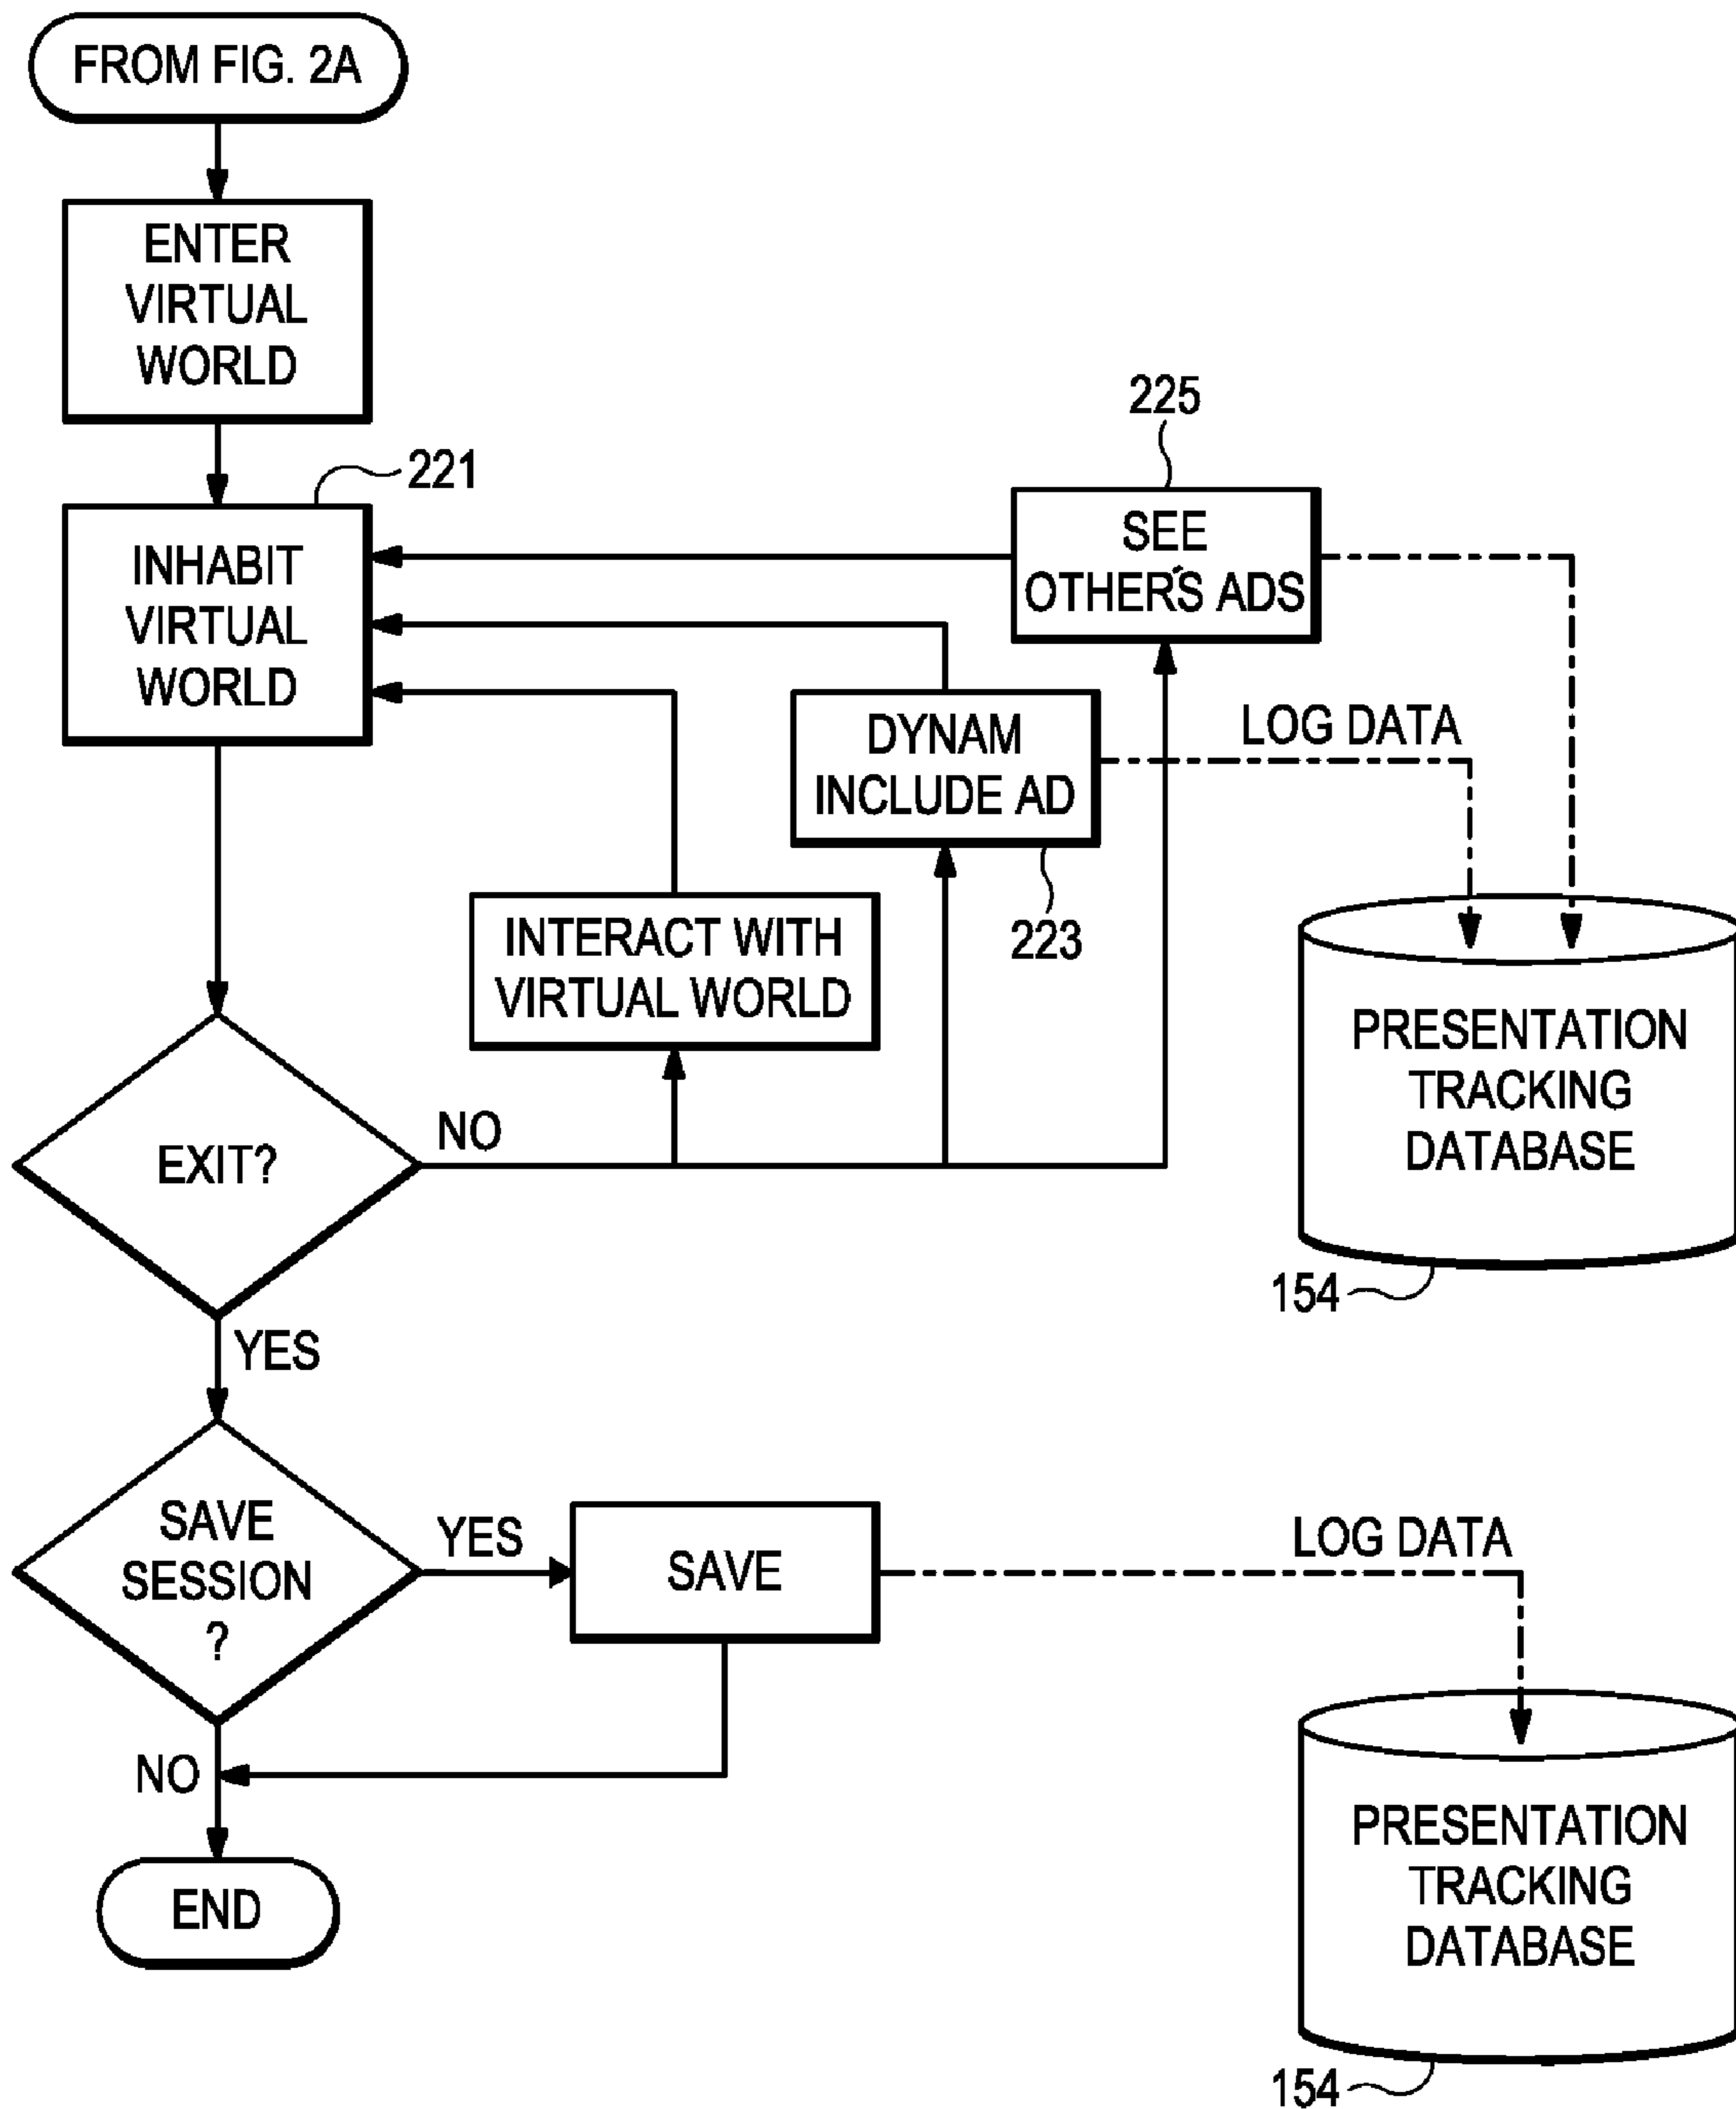 FROM FIG. 2A
ENTER
VIRTUAL
WORLD
221
225
INHABIT
VIRTUAL
WORLD
SEE
OTHER'S ADS
DYNAM
INCLUDE AD
LOG DATA
223
INTERACT WITH
VIRTUAL WORLD
PRESENTATION
TRACKING
DATABASE
154
EXIT?
NO
YES
SAVE
SESSION
?
YES
SAVE
LOG DATA
NO
PRESENTATION
TRACKING
DATABASE
154
END